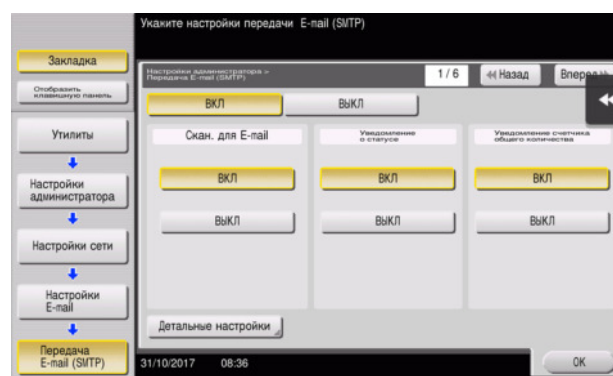 Укажите настройки передачи E-mail (SMTP)
Закладка
Отобразить
клавишную панель
Утилиты
Настройки
администратора
Настройки сети
Настройки
E-mail
Передача
E-mail (SMTP)
Настройки администратора >
Передача E-mail (SMTP)
1 / 6
Назад
Вперед
ВКЛ
ВЫКЛ
Скан. для E-mail
ВКЛ
ВЫКЛ
Уведомление
о статусе
ВКЛ
ВЫКЛ
Уведомление счетчика
общего количества
ВКЛ
ВЫКЛ
Детальные настройки
31/10/2017 08:36
OK